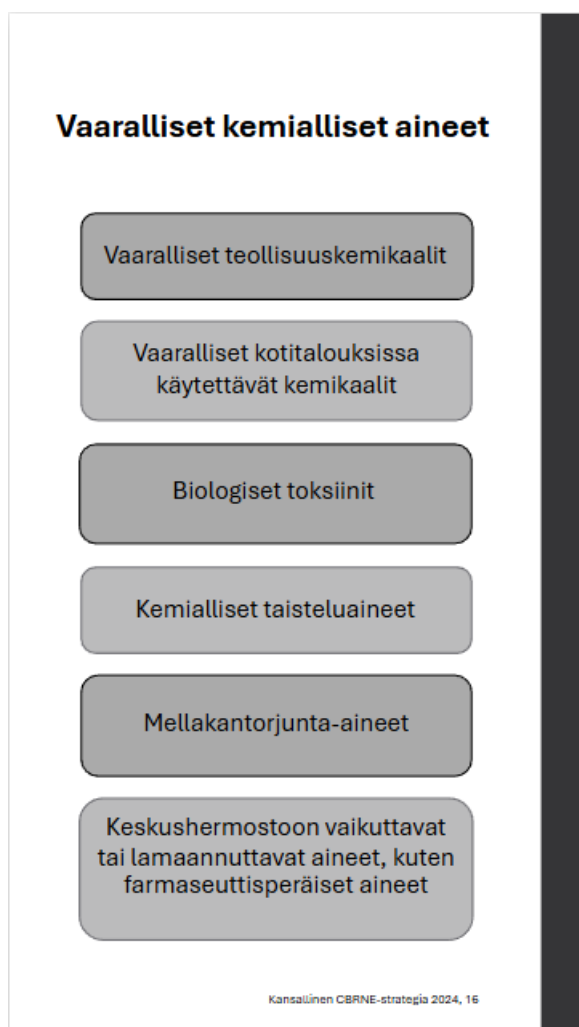 Vaaralliset kemialliset aineet
Vaaralliset teollisuuskemikaalit
Vaaralliset kotitalouksissa
käytettävät kemikaalit
Biologiset toksiinit
Kemialliset taisteluaineet
Mellakantorjunta-aineet
Keskushermostoon vaikuttavat
tai lamaannuttavat aineet, kuten
farmaseuttisperäiset aineet
Kansallinen CBRNE-strategia 2024, 16